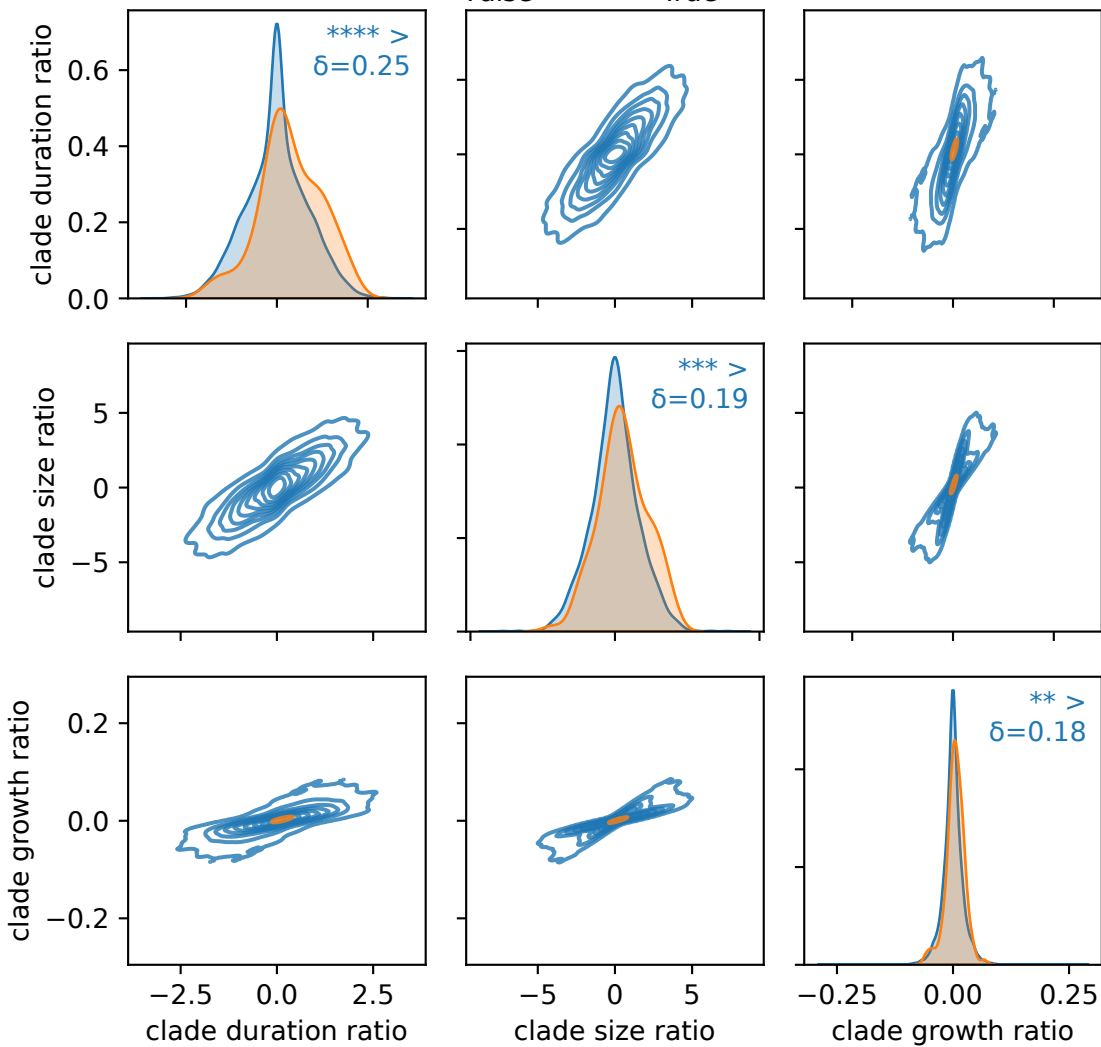 clade duration ratio
0.6
0.4
0.2
0.0
**** >
δ=0.25
clade size ratio
5
0
−5
*** >
δ=0.19
clade growth ratio
0.2
0.0
−0.2
** >
δ=0.18
−2.5 0.0 2.5
−5 0 5
−0.25 0.00 0.25
clade duration ratio
clade size ratio
clade growth ratio